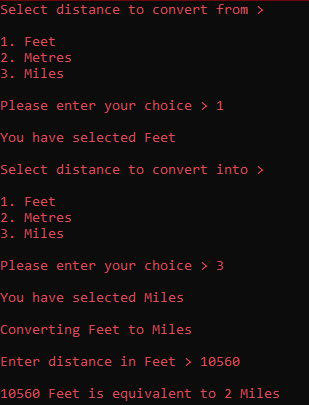 Select distance to convert from >
1. Feet
2. Metres
3. Miles
Please enter your choice > 1
You have selected Feet
Select distance to convert into >
1. Feet
2. Metres
3. Miles
Please enter your choice > 3
You have selected Miles
Converting Feet to Miles
Enter distance in Feet > 10560
10560 Feet is equivalent to 2 Miles